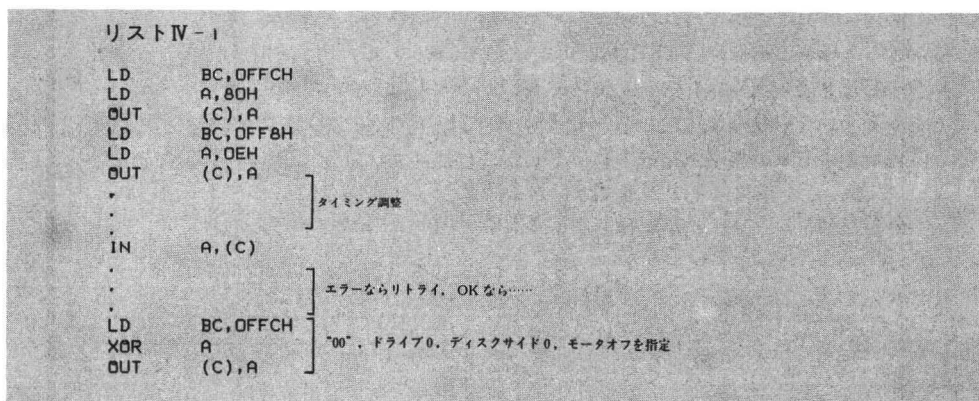 リストⅣ-1
LD BC,0FFCH
LD A,80H
OUT (C),A
LD BC,0FF8H
LD A,0EH
OUT (C),A
.
.
.
タイミング調整
IN A,(C)
.
.
.
エラーならリトライ，OKなら……
LD BC,0FFCH
XOR A
OUT (C),A
"00"，ドライブ0，ディスクサイド0，モータオフを指定